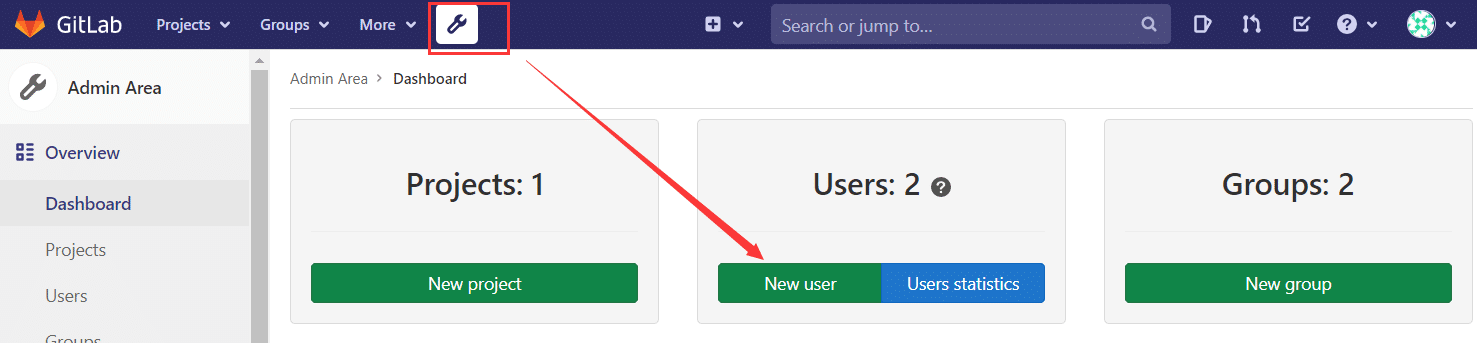 GitLab Projects Groups More Search or jump to...
Admin Area
Admin Area > Dashboard
Overview
Dashboard
Projects
Users
Groups
Projects: 1
New project
Users: 2
New user Users statistics
Groups: 2
New group